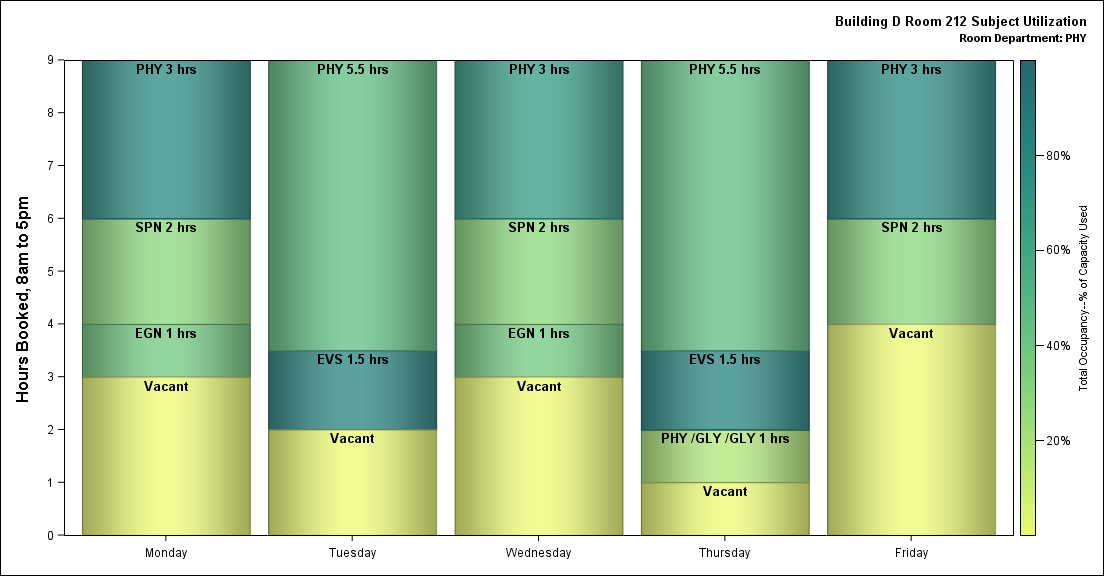 Building D Room 212 Subject Utilization
Room Department: PHY
Hours Booked, 8am to 5pm
9
8
7
6
5
4
3
2
1
0
PHY 3 hrs
SPN 2 hrs
EGN 1 hrs
Vacant
PHY 5.5 hrs
EVS 1.5 hrs
Vacant
PHY 3 hrs
SPN 2 hrs
EGN 1 hrs
Vacant
PHY 5.5 hrs
EVS 1.5 hrs
PHY /GLY /GLY 1 hrs
Vacant
PHY 3 hrs
SPN 2 hrs
Vacant
Monday
Tuesday
Wednesday
Thursday
Friday
80%
60%
40%
20%
Total Occupancy--% of Capacity Used